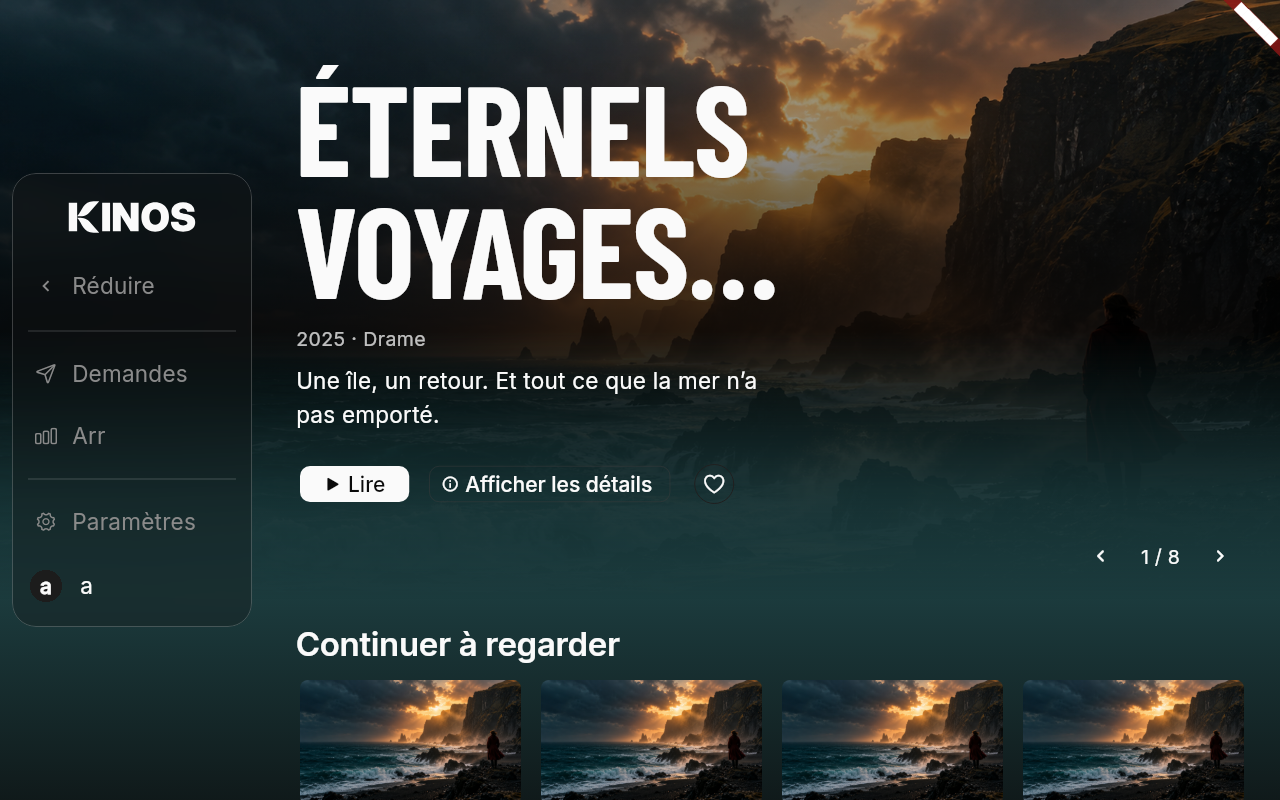 ÉTERNELS
VOYAGES...
2025 · Drame
Une île, un retour. Et tout ce que la mer n’a
pas emporté.
Lire
Afficher les détails
1 / 8
KINOS
Réduire
Demandes
Arr
Paramètres
a a
Continuer à regarder